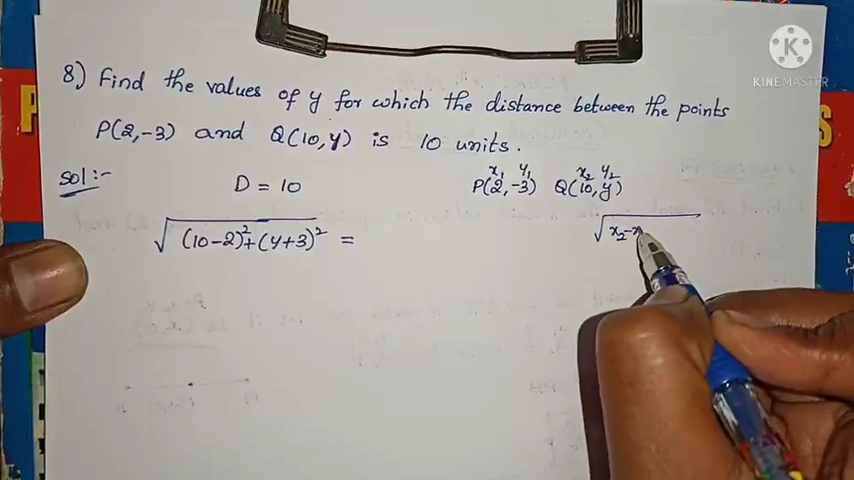 8) Find the values of y for which the distance between the points
P(2,-3) and Q(10,y) is 10 units.
sol:-
D = 10
x₁ y₁ x₂ y₂
P(2,-3) Q(10,y)
√(10-2)²+(y+3)² =
√x₂-x
KINEMASTER